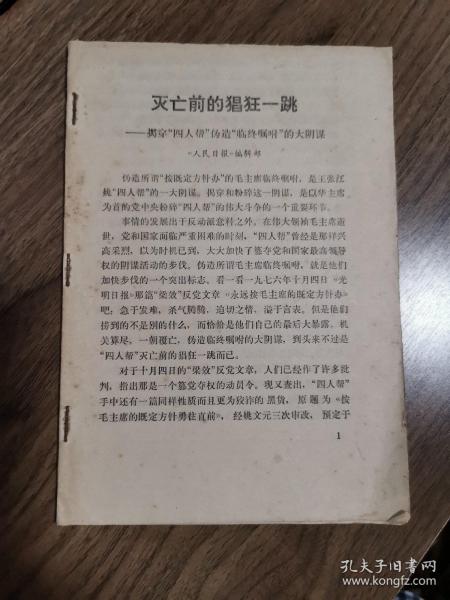 灭亡前的猖狂一跳
——揭穿“四人帮”伪造“临终嘱咐”的大阴谋
《人民日报》编辑部
伪造所谓“按既定方针办”的毛主席临终嘱咐，是王张江
姚“四人帮”的一大阴谋。揭穿和粉碎这一阴谋，是以华主席
为首的党中央粉碎“四人帮”的伟大斗争的一个重要环节。
事情的发展出于反动派意料之外。在伟大领袖毛主席逝
世，党和国家面临严重困难的时刻，“四人帮”曾经是那样兴
高采烈，以为时机已到，大大加快了篡夺党和国家最高领导
权的阴谋活动的步伐。伪造所谓毛主席临终嘱咐，就是他们
加快步伐的一个突出标志。看一看一九七六年十月四日《光
明日报》那篇“梁效”反党文章《永远按毛主席的既定方针办》
吧；急于发难，杀气腾腾，迫切之情，溢于言表。但是他们
捞到的不是别的什么，而恰恰是他们自己的最后大暴露。机
关算尽，一朝覆亡，伪造临终嘱咐的大阴谋，到头来不过是
“四人帮”灭亡前的猖狂一跳而已。
对于十月四日的“梁效”反党文章，人们已经作了许多批
判，指出那是一个篡党夺权的动员令。现又查出，“四人帮”
手中还有一篇同样性质而且更为狡诈的黑货，原题为《按
毛主席的既定方针勇往直前》，经姚文元三次审改，预定于
1
孔夫子旧书网
www.kongfz.com